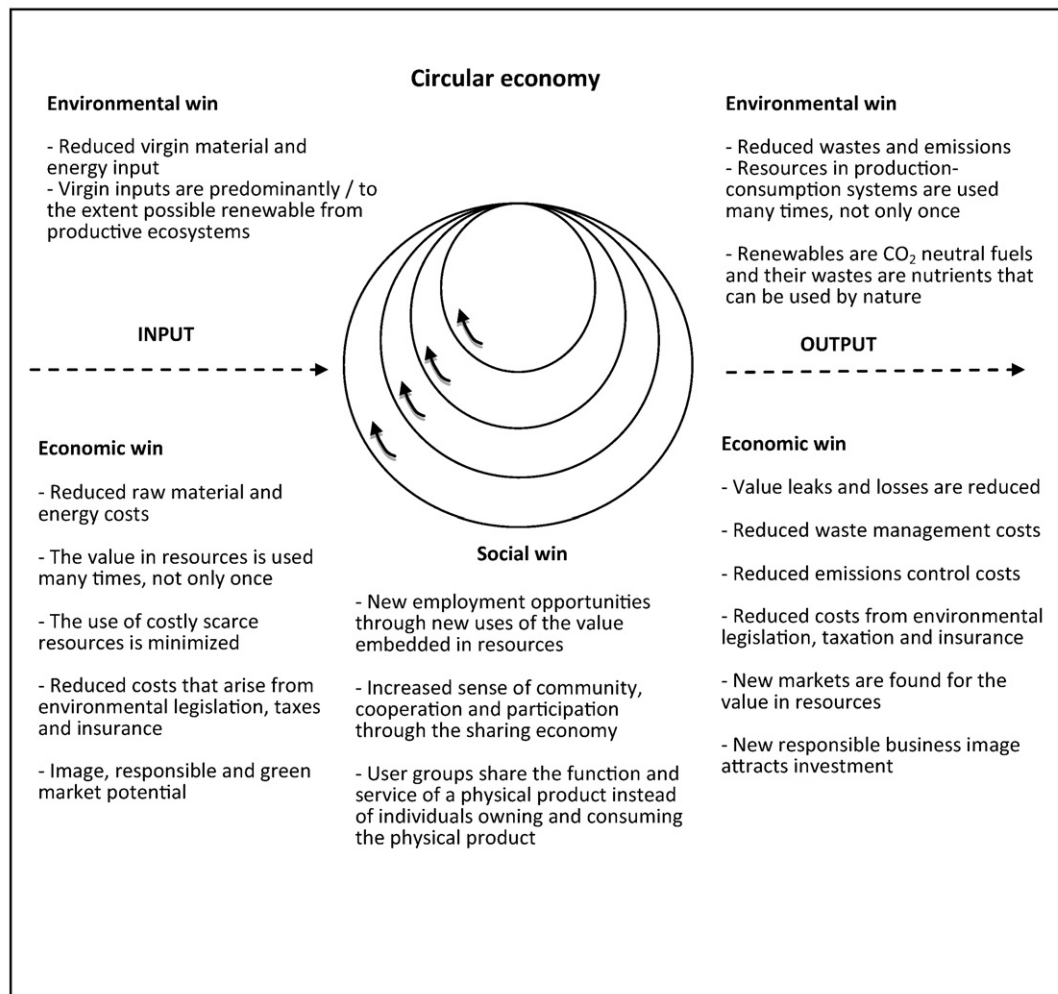 Circular economy
Environmental win
- Reduced virgin material and
energy input
- Virgin inputs are predominantly / to
the extent possible renewable from
productive ecosystems
INPUT
Economic win
- Reduced raw material and
energy costs
- The value in resources is used
many times, not only once
- The use of costly scarce
resources is minimized
- Reduced costs that arise from
environmental legislation, taxes
and insurance
- Image, responsible and green
market potential
Social win
- New employment opportunities
through new uses of the value
embedded in resources
- Increased sense of community,
cooperation and participation
through the sharing economy
- User groups share the function and
service of a physical product instead
of individuals owning and consuming
the physical product
Environmental win
- Reduced wastes and emissions
- Resources in production-
consumption systems are used
many times, not only once
- Renewables are CO₂ neutral fuels
and their wastes are nutrients that
can be used by nature
OUTPUT
Economic win
- Value leaks and losses are reduced
- Reduced waste management costs
- Reduced emissions control costs
- Reduced costs from environmental
legislation, taxation and insurance
- New markets are found for the
value in resources
- New responsible business image
attracts investment